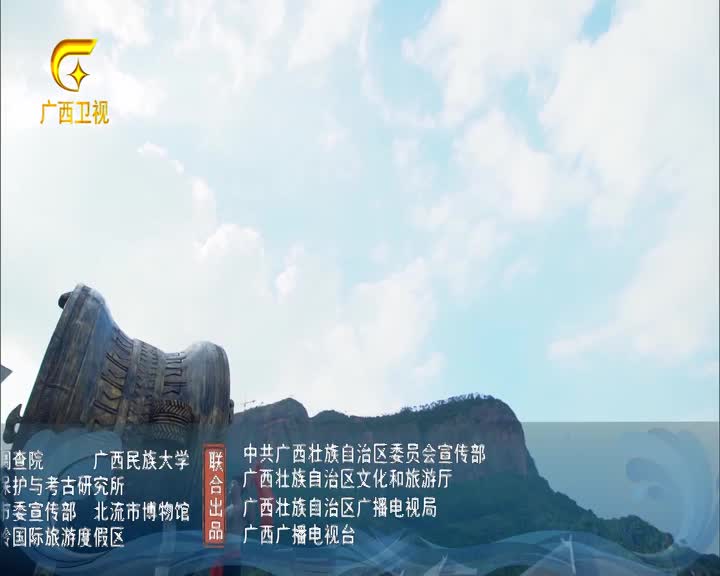 广西卫视
调查院 广西民族大学
保护与考古研究所
市委宣传部 北流市博物馆
国际旅游度假区
联合出品
中共广西壮族自治区委员会宣传部
广西壮族自治区文化和旅游厅
广西壮族自治区广播电视局
广西广播电视台